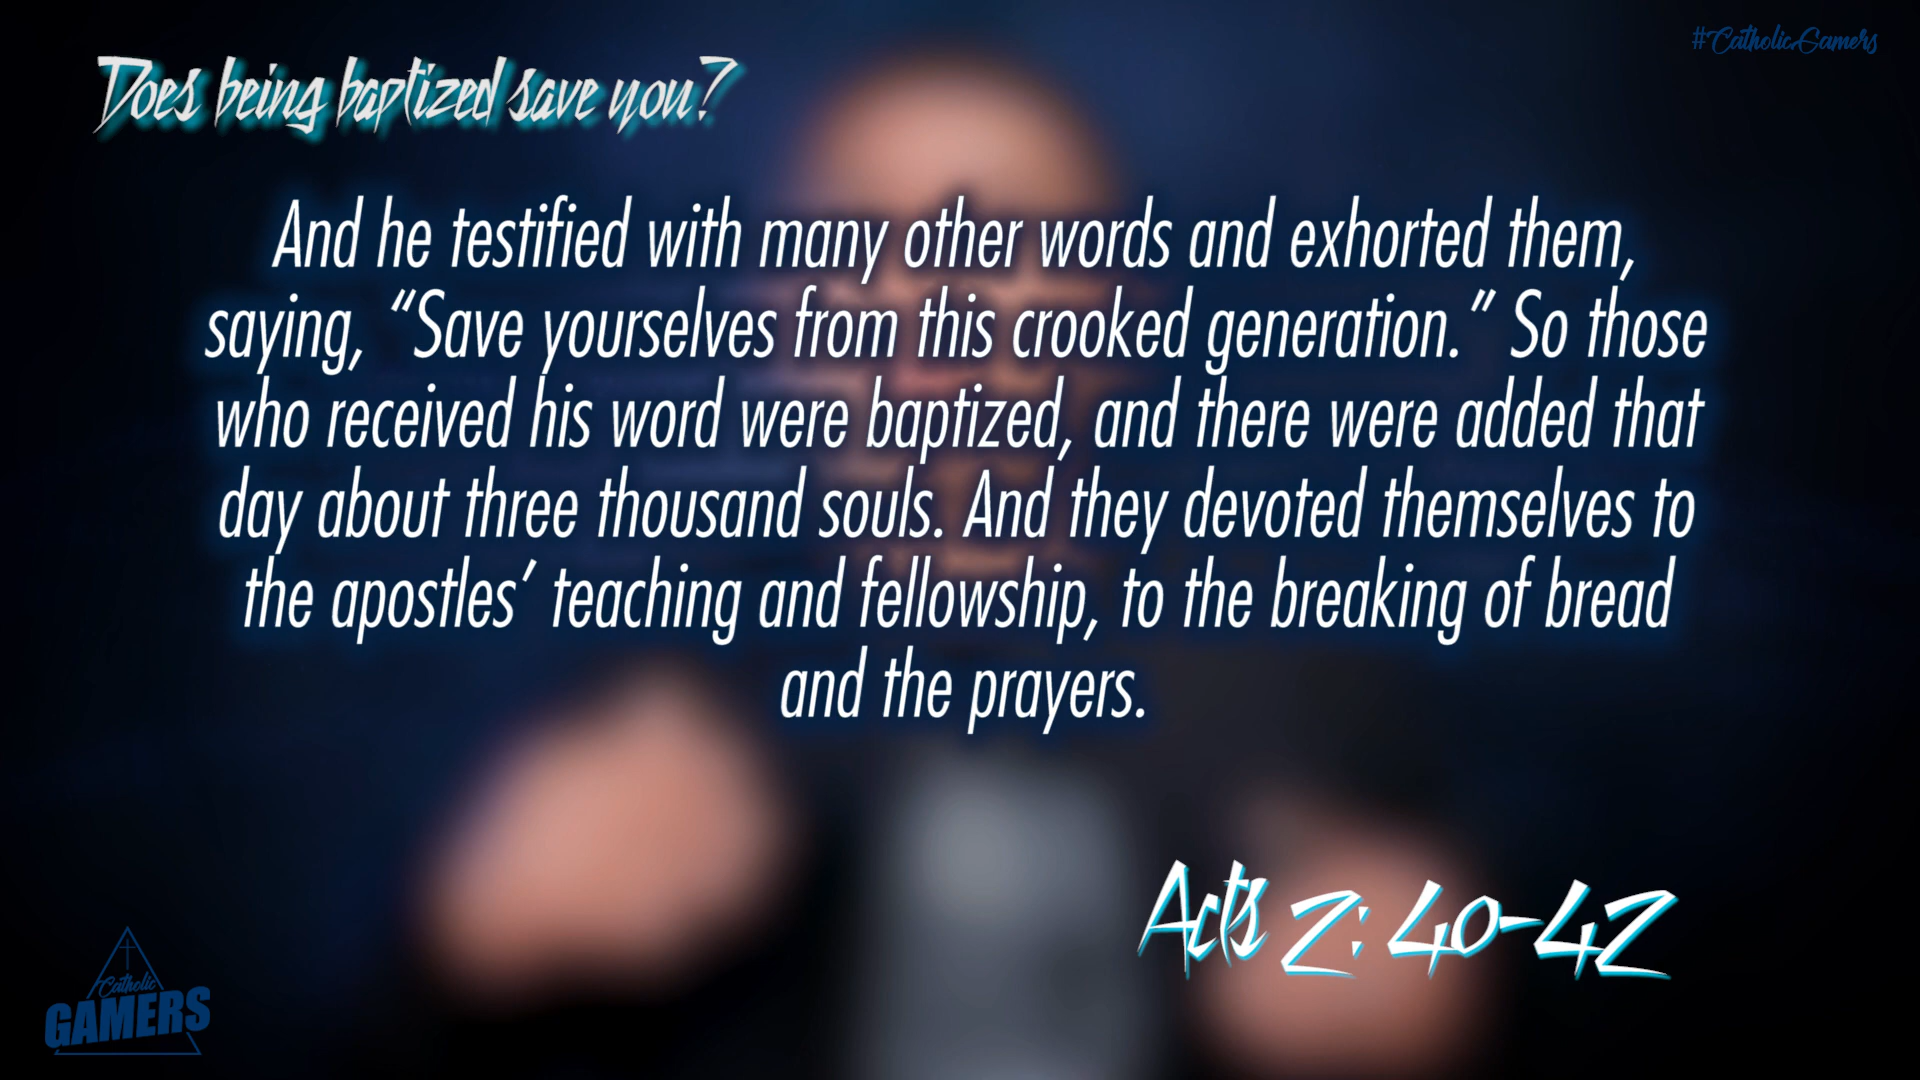 #CatholicGamers
Does being baptized save you?
And he testified with many other words and exhorted them,
saying, “Save yourselves from this crooked generation.” So those
who received his word were baptized, and there were added that
day about three thousand souls. And they devoted themselves to
the apostles’ teaching and fellowship, to the breaking of bread
and the prayers.
Acts 2: 40-42
Catholic
GAMERS